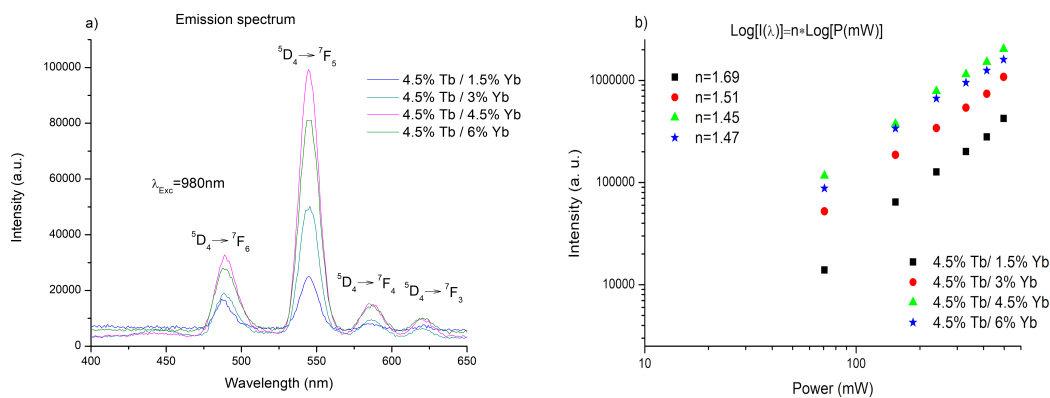 a)
Emission spectrum
⁵D₄→⁷F₅
4.5% Tb / 1.5% Yb
4.5% Tb / 3% Yb
4.5% Tb / 4.5% Yb
4.5% Tb / 6% Yb
λExc=980nm
⁵D₄→⁷F₆
⁵D₄→⁷F₄
⁵D₄→⁷F₃
100000
80000
60000
40000
20000
0
Intensity (a.u.)
400
450
500
550
600
650
Wavelength (nm)
b)
Log[I(λ)]=n*Log[P(mW)]
n=1.69
n=1.51
n=1.45
n=1.47
1000000
100000
10000
Intensity (a. u.)
4.5% Tb/ 1.5% Yb
4.5% Tb/ 3% Yb
4.5% Tb/ 4.5% Yb
4.5% Tb/ 6% Yb
10
100
Power (mW)